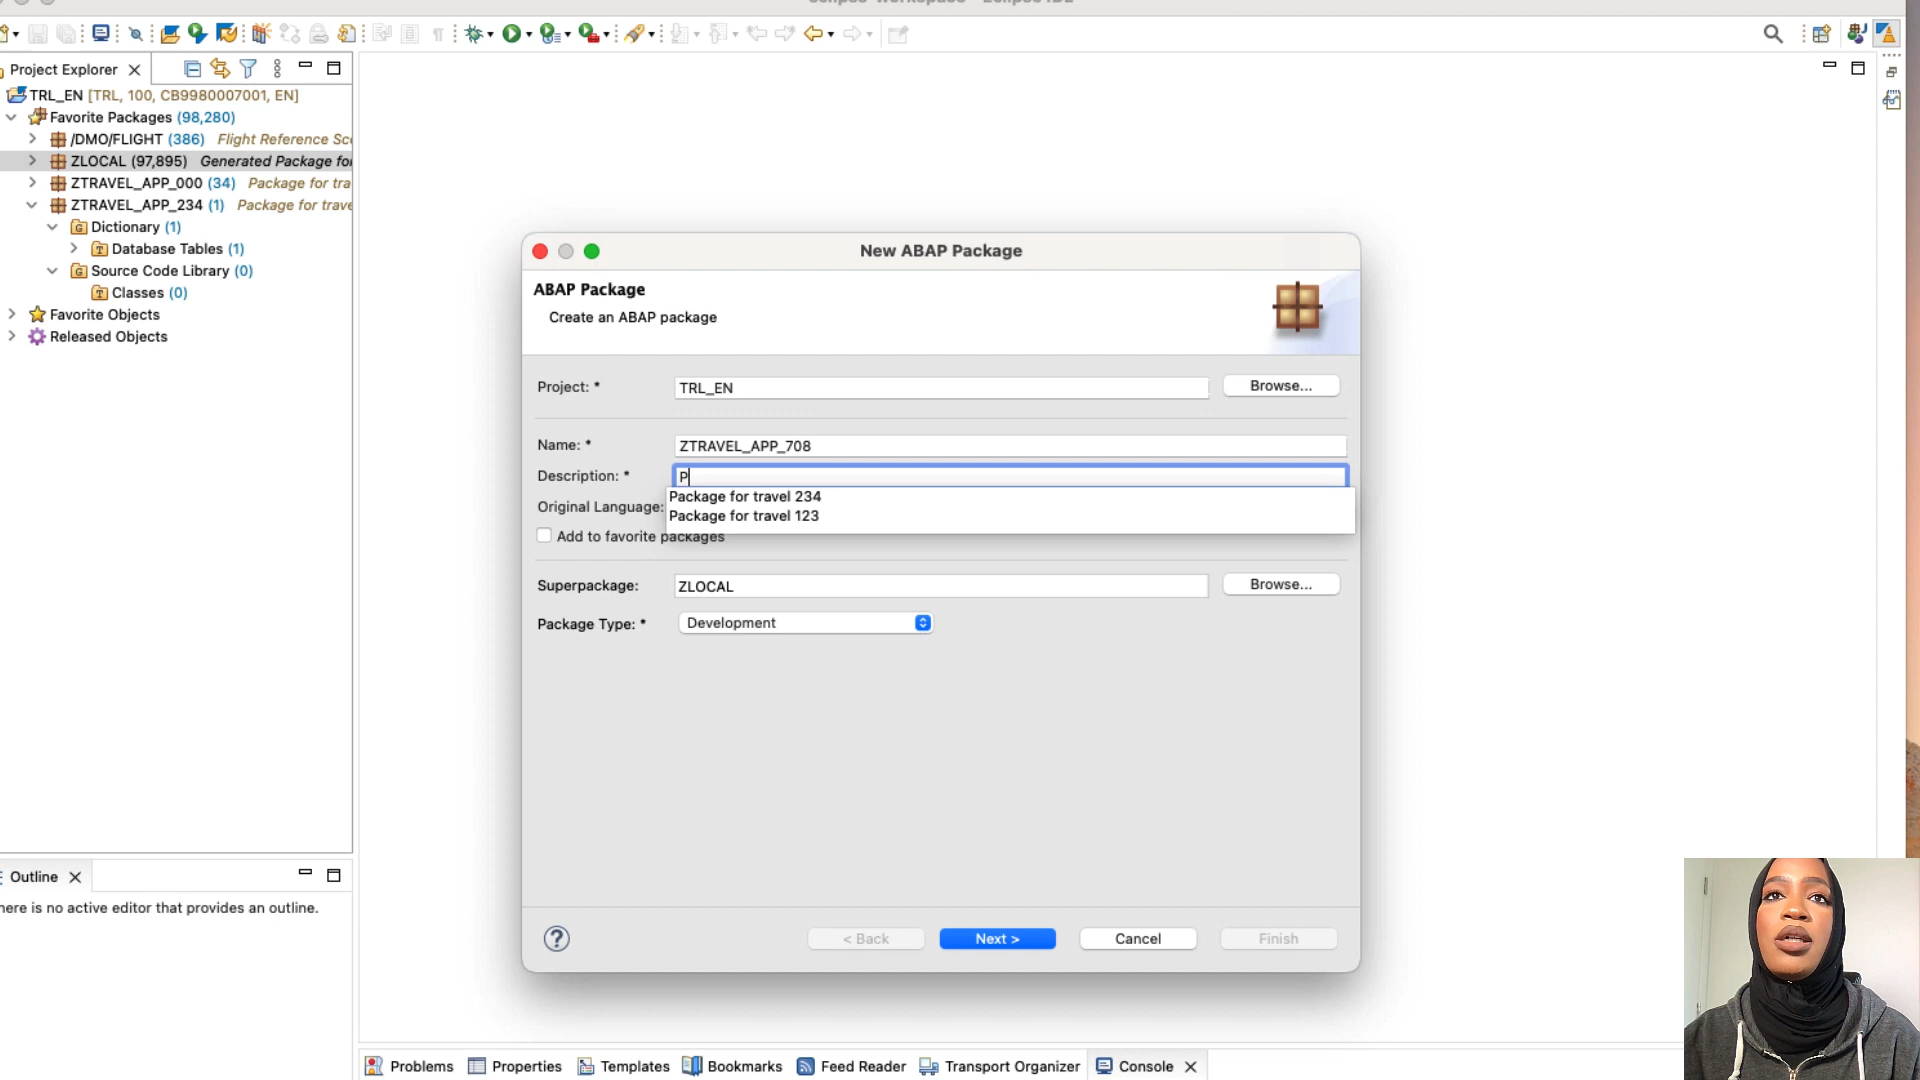 Project Explorer
TRL_EN [TRL, 100, CB9980007001, EN]
Favorite Packages (98,280)
/DMO/FLIGHT (386) Flight Reference Sc
ZLOCAL (97,895) Generated Package fo
ZTRAVEL_APP_000 (34) Package for tra
ZTRAVEL_APP_234 (1) Package for trave
Dictionary (1)
Database Tables (1)
Source Code Library (0)
Classes (0)
Favorite Objects
Released Objects
New ABAP Package
ABAP Package
Create an ABAP package
Project: *
TRL_EN
Browse...
Name: *
ZTRAVEL_APP_708
Description: *
P
Original Language:
Package for travel 234
Package for travel 123
Add to favorite packages
Superpackage:
ZLOCAL
Browse...
Package Type: *
Development
?
< Back
Next >
Cancel
Finish
Outline
here is no active editor that provides an outline.
Problems
Properties
Templates
Bookmarks
Feed Reader
Transport Organizer
Console